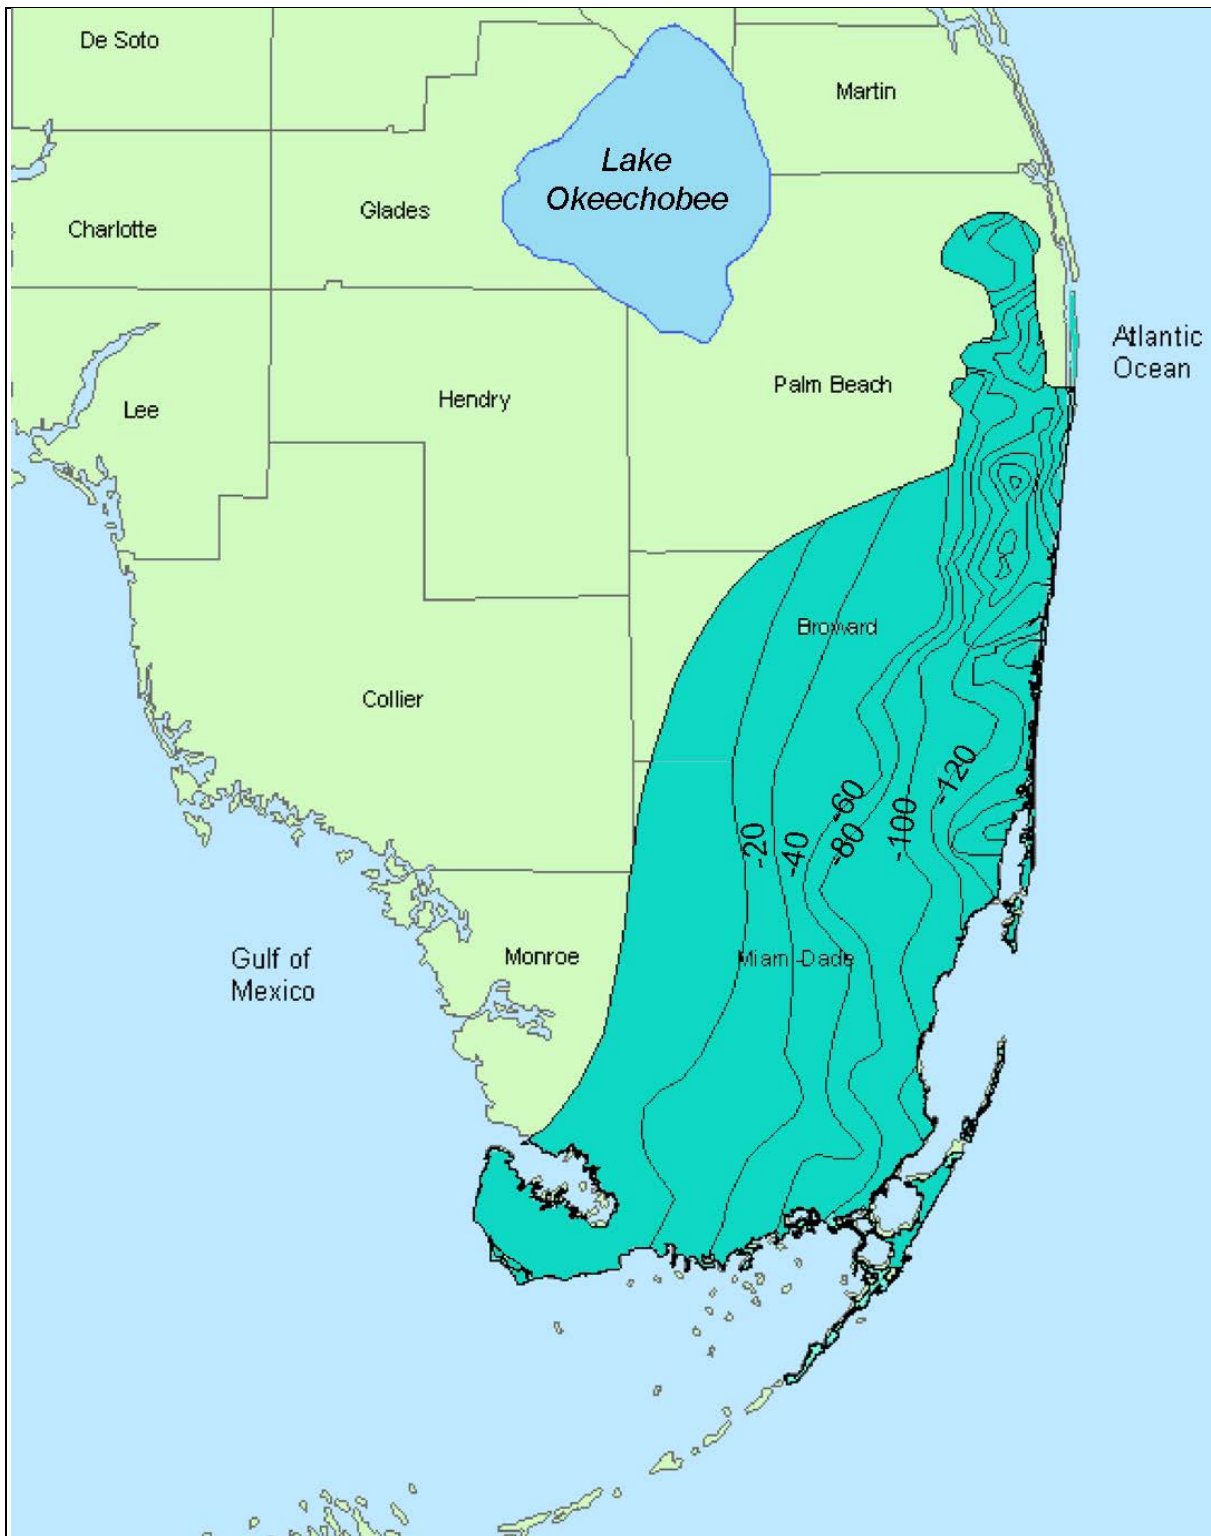 De Soto
Martin
Lake
Okeechobee
Glades
Charlotte
Atlantic
Ocean
Palm Beach
Hendry
Lee
Broward
Collier
-120
-60
-100
-20
-40
-80
Gulf of
Mexico
Monroe
Miami-Dade